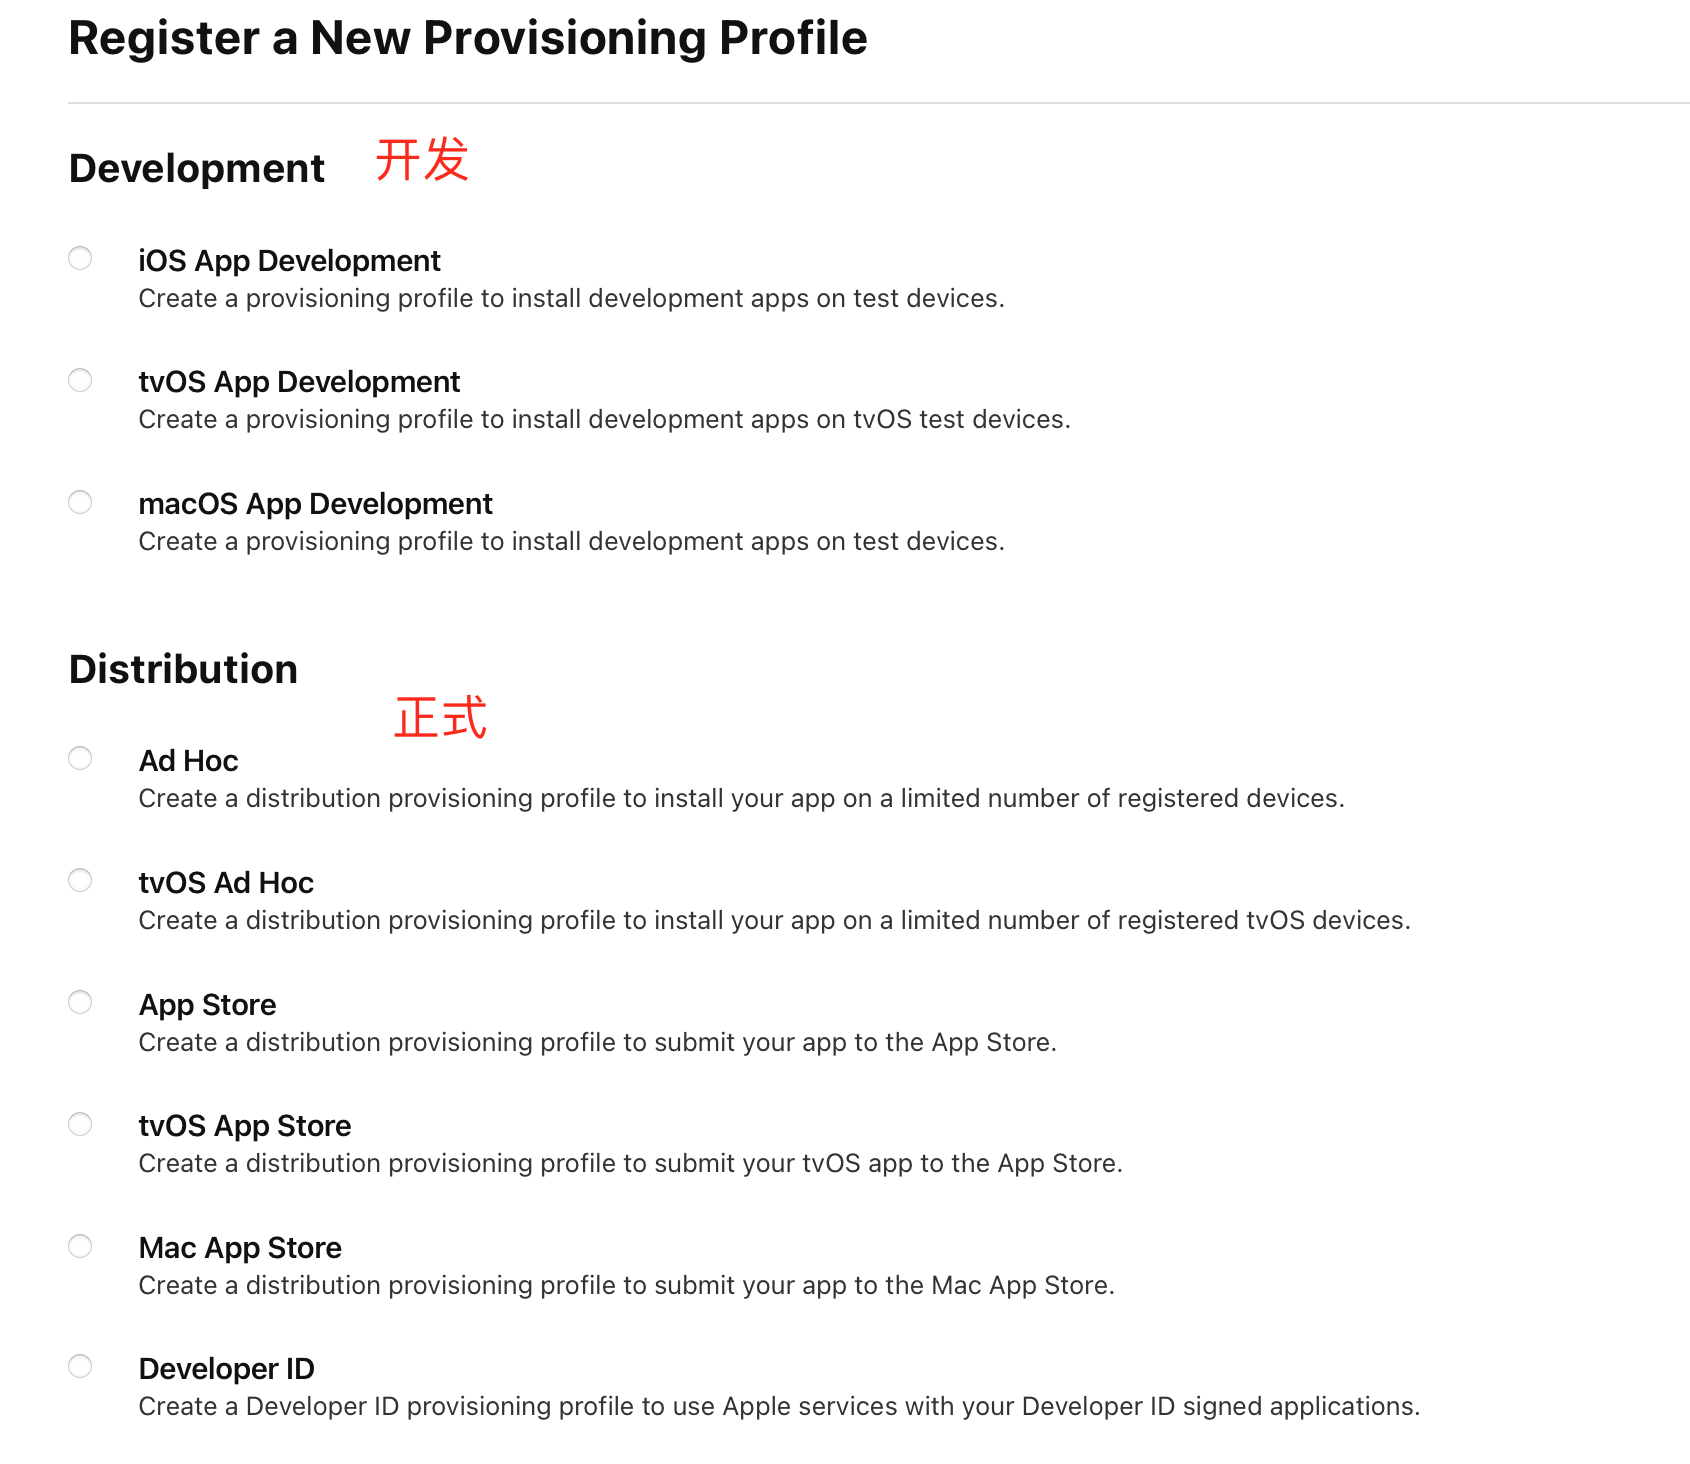 Register a New Provisioning Profile
Development 开发
iOS App Development
Create a provisioning profile to install development apps on test devices.
tvOS App Development
Create a provisioning profile to install development apps on tvOS test devices.
macOS App Development
Create a provisioning profile to install development apps on test devices.
Distribution
正式
Ad Hoc
Create a distribution provisioning profile to install your app on a limited number of registered devices.
tvOS Ad Hoc
Create a distribution provisioning profile to install your app on a limited number of registered tvOS devices.
App Store
Create a distribution provisioning profile to submit your app to the App Store.
tvOS App Store
Create a distribution provisioning profile to submit your tvOS app to the App Store.
Mac App Store
Create a distribution provisioning profile to submit your app to the Mac App Store.
Developer ID
Create a Developer ID provisioning profile to use Apple services with your Developer ID signed applications.